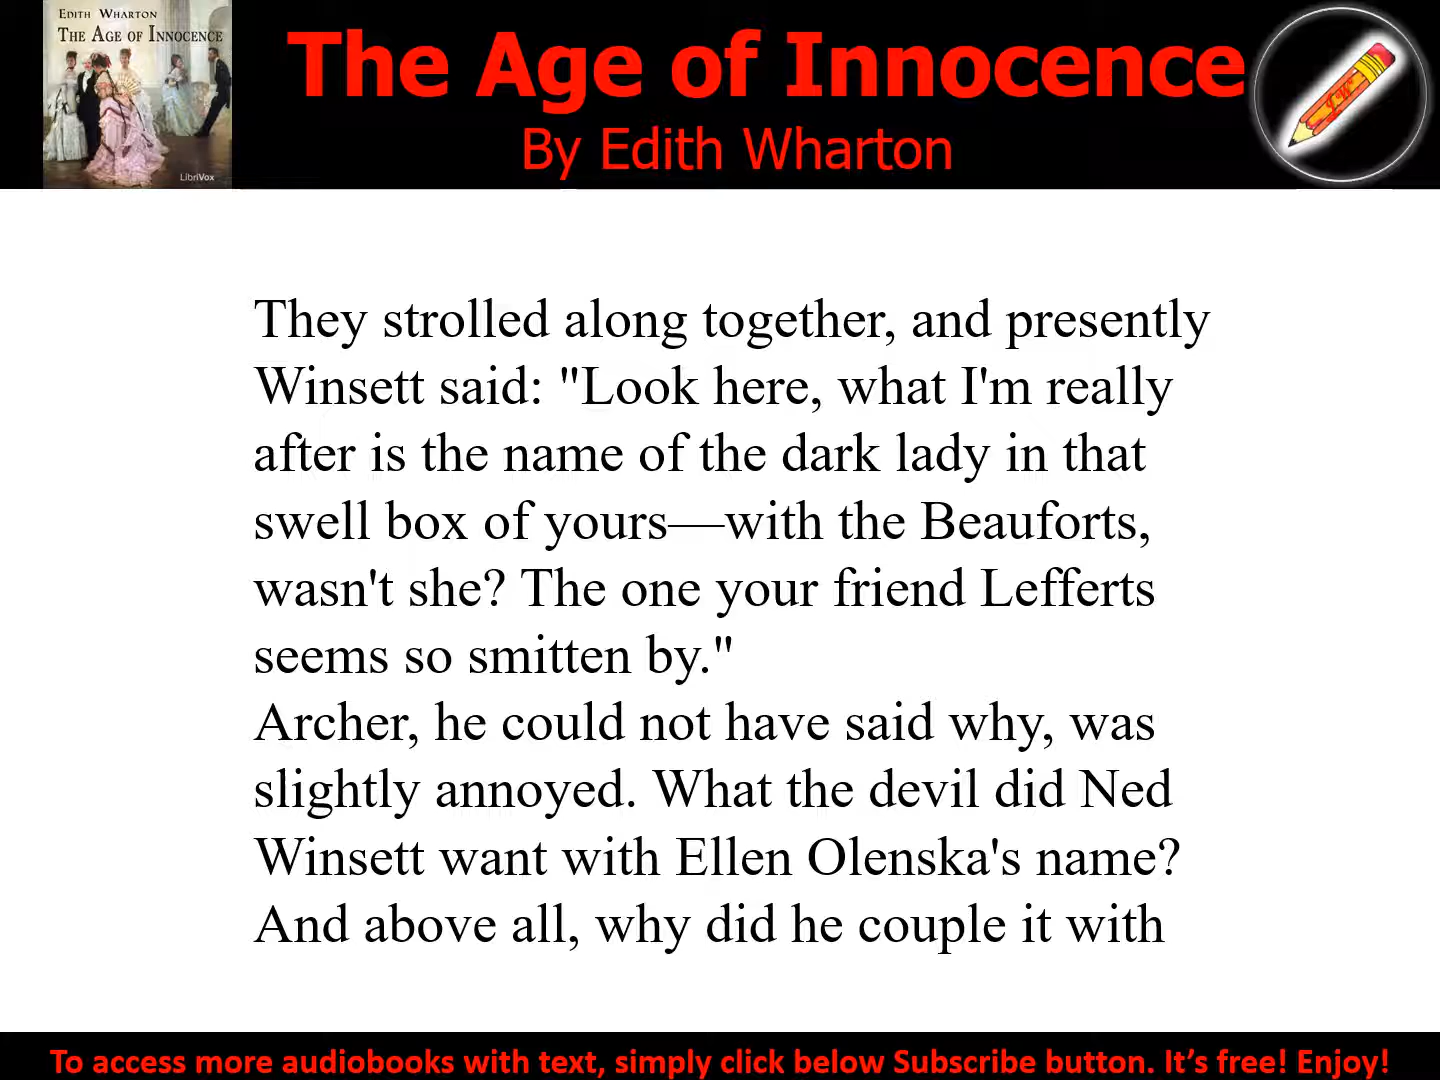 EDITH WHARTON
THE AGE OF INNOCENCE
LibriVox
The Age of Innocence
By Edith Wharton
They strolled along together, and presently
Winsett said: "Look here, what I'm really
after is the name of the dark lady in that
swell box of yours—with the Beauforts,
wasn't she? The one your friend Lefferts
seems so smitten by."
Archer, he could not have said why, was
slightly annoyed. What the devil did Ned
Winsett want with Ellen Olenska's name?
And above all, why did he couple it with
To access more audiobooks with text, simply click below Subscribe button. It’s free! Enjoy!